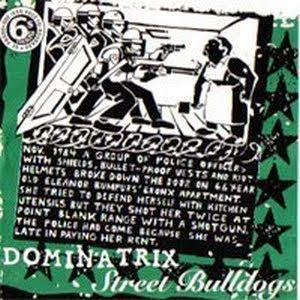 6
NOV. 1984 A GROUP OF POLICE OFFICERS
WITH SHIELDS, BULLET-PROOF VESTS AND RIOT
HELMETS BROKE DOWN THE DOOR ON 66 YEAR
OLD ELEANOR BUMPURS' BRONX APARTMENT.
SHE TRIED TO DEFEND HERSELF WITH KITCHEN
UTENSILS BUT THEY SHOT HER TWICE AT
POINT BLANK RANGE WITH A SHOTGUN.
THE POLICE HAD COME BECAUSE SHE WAS
LATE IN PAYING HER RENT.
DOMINATRIX
Street Bulldogs